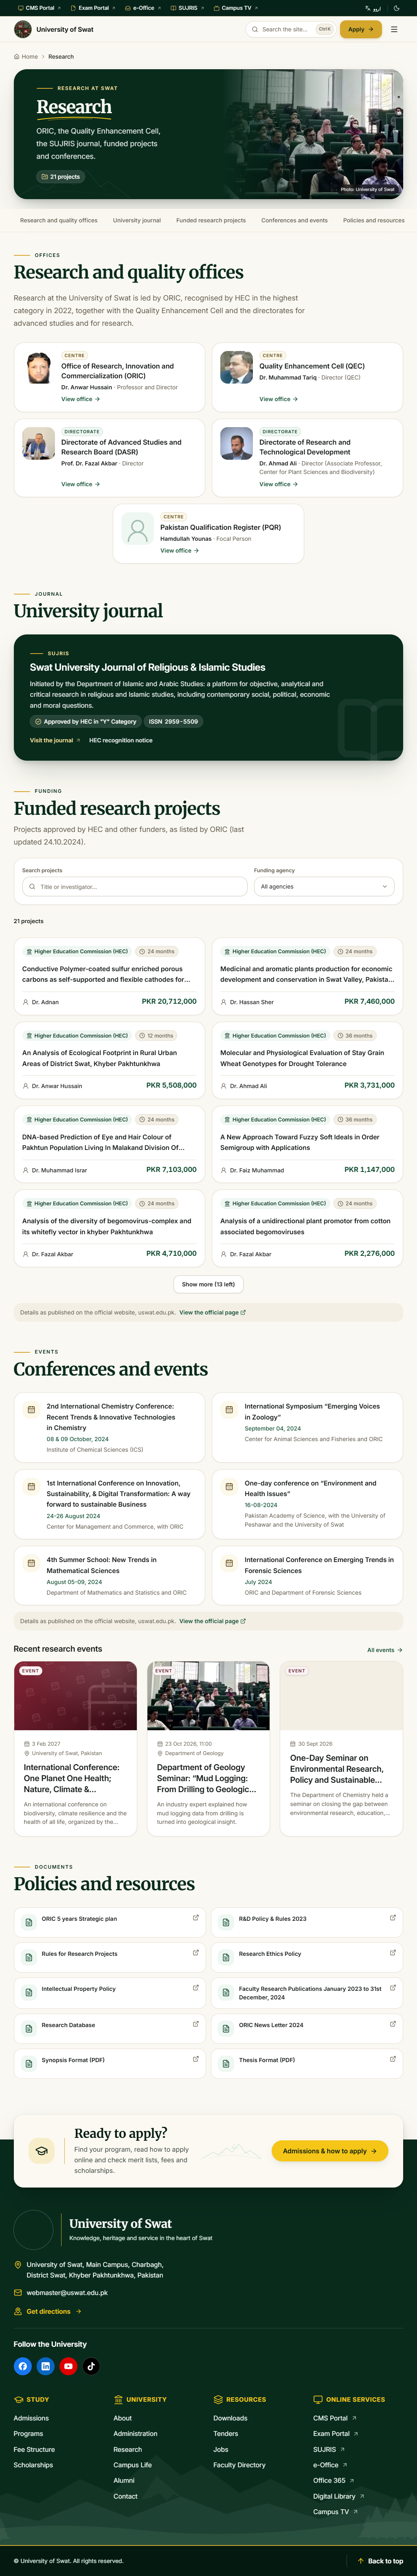 CMS Portal
Exam Portal
e-Office
SUJRIS
Campus TV
اردو
University of Swat
Search the site...
Ctrl K
Apply
Home
Research
RESEARCH AT SWAT
Research
ORIC, the Quality Enhancement Cell,
the SUJRIS journal, funded projects
and conferences.
21 projects
Photo: University of Swat
Research and quality offices
University journal
Funded research projects
Conferences and events
Policies and resources
OFFICES
Research and quality offices
Research at the University of Swat is led by ORIC, recognised by HEC in the highest
category in 2022, together with the Quality Enhancement Cell and the directorates for
advanced studies and for research.
CENTRE
Office of Research, Innovation and
Commercialization (ORIC)
Dr. Anwar Hussain · Professor and Director
View office
CENTRE
Quality Enhancement Cell (QEC)
Dr. Muhammad Tariq · Director (QEC)
View office
DIRECTORATE
Directorate of Advanced Studies and
Research Board (DASR)
Prof. Dr. Fazal Akbar · Director
View office
DIRECTORATE
Directorate of Research and
Technological Development
Dr. Ahmad Ali · Director (Associate Professor,
Center for Plant Sciences and Biodiversity)
View office
CENTRE
Pakistan Qualification Register (PQR)
Hamdullah Younas · Focal Person
View office
JOURNAL
University journal
SUJRIS
Swat University Journal of Religious & Islamic Studies
Initiated by the Department of Islamic and Arabic Studies: a platform for objective, analytical and
critical research in religious and Islamic studies, including contemporary social, political, economic
and moral questions.
Approved by HEC in "Y" Category
ISSN 2959-5509
Visit the journal
HEC recognition notice
FUNDING
Funded research projects
Projects approved by HEC and other funders, as listed by ORIC (last
updated 24.10.2024).
Search projects
Title or investigator...
Funding agency
All agencies
21 projects
Higher Education Commission (HEC)
24 months
Conductive Polymer-coated sulfur enriched porous
carbons as self-supported and flexible cathodes for...
Dr. Adnan
PKR 20,712,000
Higher Education Commission (HEC)
24 months
Medicinal and aromatic plants production for economic
development and conservation in Swat Valley, Pakista...
Dr. Hassan Sher
PKR 7,460,000
Higher Education Commission (HEC)
12 months
An Analysis of Ecological Footprint in Rural Urban
Areas of District Swat, Khyber Pakhtunkhwa
Dr. Anwar Hussain
PKR 5,508,000
Higher Education Commission (HEC)
36 months
Molecular and Physiological Evaluation of Stay Grain
Wheat Genotypes for Drought Tolerance
Dr. Ahmad Ali
PKR 3,731,000
Higher Education Commission (HEC)
24 months
DNA-based Prediction of Eye and Hair Colour of
Pakhtun Population Living In Malakand Division Of...
Dr. Muhammad Israr
PKR 7,103,000
Higher Education Commission (HEC)
36 months
A New Approach Toward Fuzzy Soft Ideals in Order
Semigroup with Applications
Dr. Faiz Muhammad
PKR 1,147,000
Higher Education Commission (HEC)
24 months
Analysis of the diversity of begomovirus-complex and
its whitefly vector in khyber Pakhtunkhwa
Dr. Fazal Akbar
PKR 4,710,000
Higher Education Commission (HEC)
24 months
Analysis of a unidirectional plant promotor from cotton
associated begomoviruses
Dr. Fazal Akbar
PKR 2,276,000
Show more (13 left)
Details as published on the official website, uswat.edu.pk. View the official page
EVENTS
Conferences and events
2nd International Chemistry Conference:
Recent Trends & Innovative Technologies
in Chemistry
08 & 09 October, 2024
Institute of Chemical Sciences (ICS)
International Symposium "Emerging Voices
in Zoology"
September 04, 2024
Center for Animal Sciences and Fisheries and ORIC
1st International Conference on Innovation,
Sustainability, & Digital Transformation: A way
forward to sustainable Business
24-26 August 2024
Center for Management and Commerce, with ORIC
One-day conference on "Environment and
Health Issues"
16-08-2024
Pakistan Academy of Science, with the University of
Peshawar and the University of Swat
4th Summer School: New Trends in
Mathematical Sciences
August 05-09, 2024
Department of Mathematics and Statistics and ORIC
International Conference on Emerging Trends in
Forensic Sciences
July 2024
ORIC and Department of Forensic Sciences
Details as published on the official website, uswat.edu.pk. View the official page
Recent research events
All events
EVENT
3 Feb 2027
University of Swat, Pakistan
International Conference:
One Planet One Health;
Nature, Climate &...
An international conference on
biodiversity, climate resilience and the
health of all life, organized by the...
EVENT
23 Oct 2026, 11:00
Department of Geology
Department of Geology
Seminar: "Mud Logging:
From Drilling to Geologic...
An industry expert explained how
mud logging data from drilling is
turned into geological insight.
EVENT
30 Sept 2026
One-Day Seminar on
Environmental Research,
Policy and Sustainable...
The Department of Chemistry held a
seminar on closing the gap between
environmental research, education,...
DOCUMENTS
Policies and resources
ORIC 5 years Strategic plan
R&D Policy & Rules 2023
Rules for Research Projects
Research Ethics Policy
Intellectual Property Policy
Faculty Research Publications January 2023 to 31st
December, 2024
Research Database
ORIC News Letter 2024
Synopsis Format (PDF)
Thesis Format (PDF)
Ready to apply?
Find your program, read how to apply
online and check merit lists, fees and
scholarships.
Admissions & how to apply
University of Swat
Knowledge, heritage and service in the heart of Swat
University of Swat, Main Campus, Charbagh,
District Swat, Khyber Pakhtunkhwa, Pakistan
webmaster@uswat.edu.pk
Get directions
Follow the University
STUDY
Admissions
Programs
Fee Structure
Scholarships
UNIVERSITY
About
Administration
Research
Campus Life
Alumni
Contact
RESOURCES
Downloads
Tenders
Jobs
Faculty Directory
ONLINE SERVICES
CMS Portal
Exam Portal
SUJRIS
e-Office
Office 365
Digital Library
Campus TV
© University of Swat. All rights reserved.
Back to top